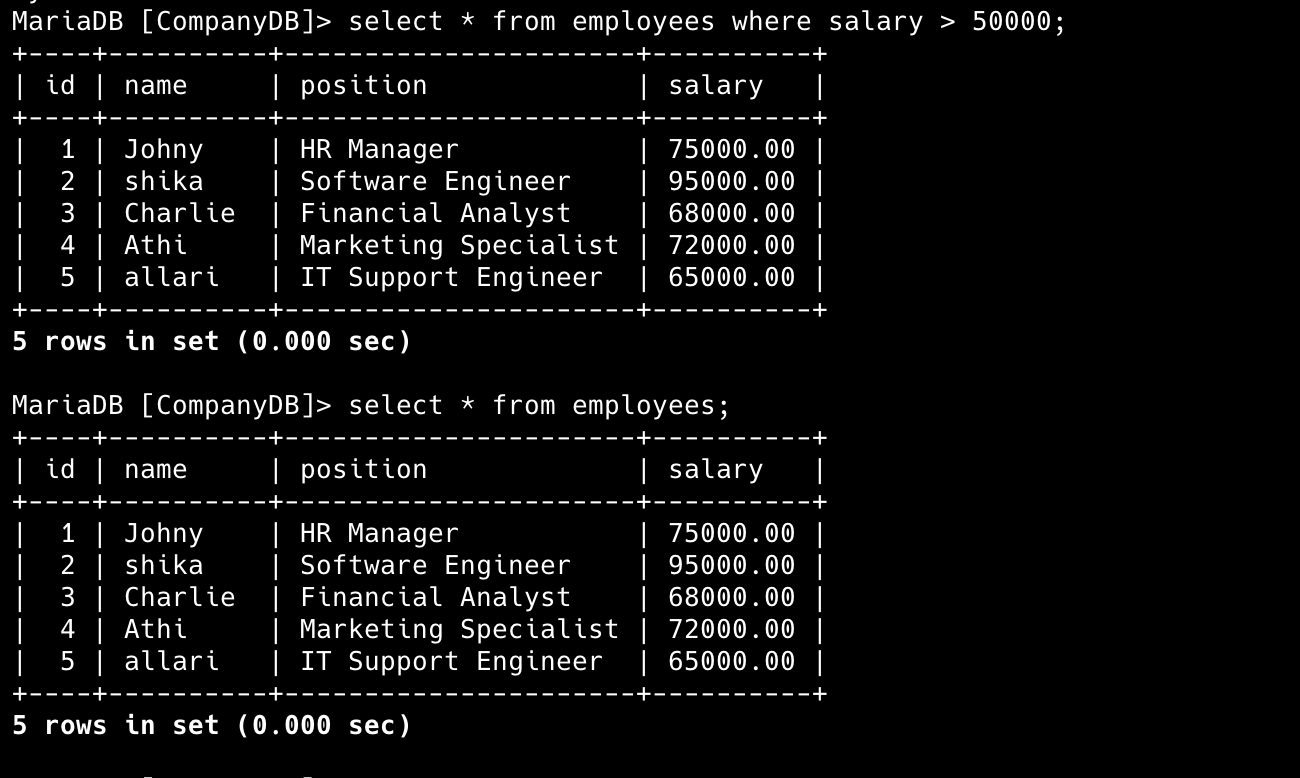 MariaDB [CompanyDB]> select * from employees where salary > 50000;
+----+----------+----------------------+----------+
| id | name     | position             | salary   |
+----+----------+----------------------+----------+
|  1 | Johny    | HR Manager           | 75000.00 |
|  2 | shika    | Software Engineer    | 95000.00 |
|  3 | Charlie  | Financial Analyst    | 68000.00 |
|  4 | Athi     | Marketing Specialist | 72000.00 |
|  5 | allari   | IT Support Engineer  | 65000.00 |
+----+----------+----------------------+----------+
5 rows in set (0.000 sec)
MariaDB [CompanyDB]> select * from employees;
+----+----------+----------------------+----------+
| id | name     | position             | salary   |
+----+----------+----------------------+----------+
|  1 | Johny    | HR Manager           | 75000.00 |
|  2 | shika    | Software Engineer    | 95000.00 |
|  3 | Charlie  | Financial Analyst    | 68000.00 |
|  4 | Athi     | Marketing Specialist | 72000.00 |
|  5 | allari   | IT Support Engineer  | 65000.00 |
+----+----------+----------------------+----------+
5 rows in set (0.000 sec)